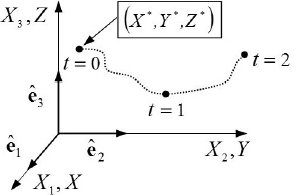 X₃, Z
(X*, Y*, Z*)
t = 0
t = 2
ê₃
t = 1
ê₁
ê₂
X₂, Y
X₁, X